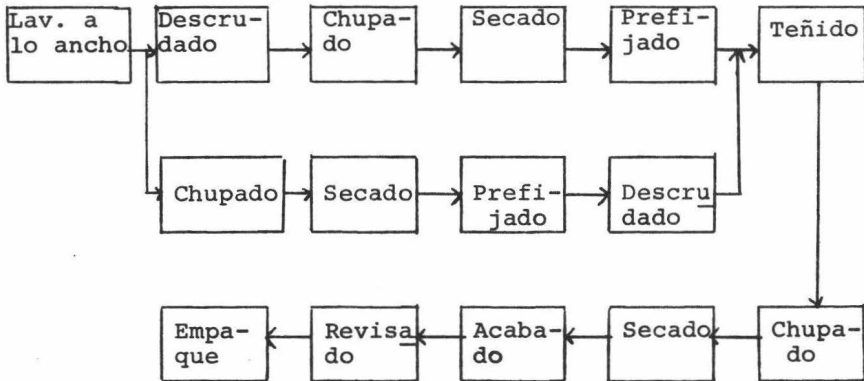 Lav. a
lo ancho
Descru-
dado
Chupa-
do
Secado
Prefi-
jado
Teñido
Chupado
Secado
Prefi-
jado
Descru
dado
Empa-
que
Revisa
do
Acaba-
do
Secado
Chupa-
do